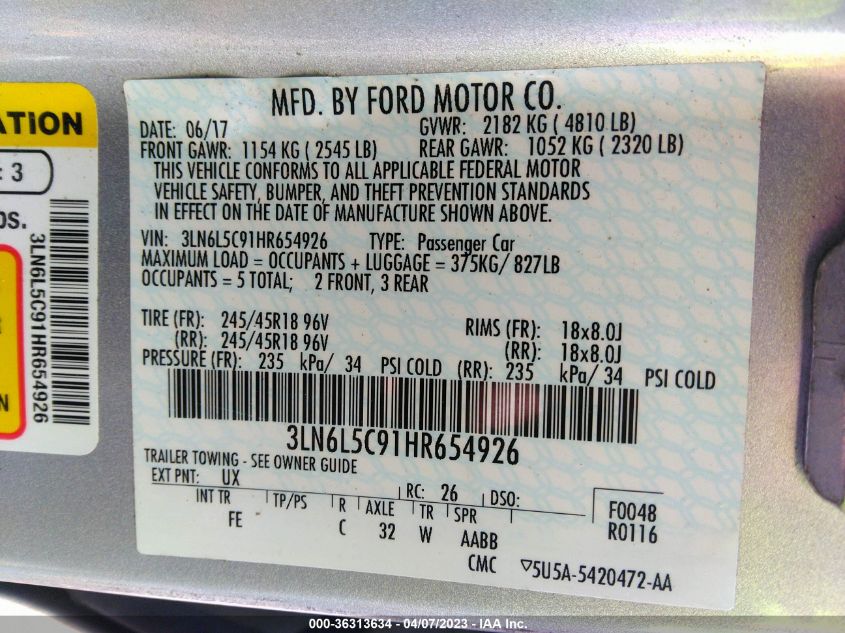 ATION
: 3
bs.
3LN6L5C91HR654926
N
MFD. BY FORD MOTOR CO.
DATE: 06/17 GVWR: 2182 KG ( 4810 LB)
FRONT GAWR: 1154 KG ( 2545 LB) REAR GAWR: 1052 KG ( 2320 LB)
THIS VEHICLE CONFORMS TO ALL APPLICABLE FEDERAL MOTOR
VEHICLE SAFETY, BUMPER, AND THEFT PREVENTION STANDARDS
IN EFFECT ON THE DATE OF MANUFACTURE SHOWN ABOVE.
VIN: 3LN6L5C91HR654926 TYPE: Passenger Car
MAXIMUM LOAD = OCCUPANTS + LUGGAGE = 375KG/ 827LB
OCCUPANTS = 5 TOTAL; 2 FRONT, 3 REAR
TIRE (FR): 245/45R18 96V RIMS (FR): 18x8.0J
(RR): 245/45R18 96V (RR): 18x8.0J
PRESSURE (FR): 235 kPa/ 34 PSI COLD (RR): 235 kPa/ 34 PSI COLD
3LN6L5C91HR654926
TRAILER TOWING - SEE OWNER GUIDE
EXT PNT: UX RC: 26 DSO:
INT TR TP/PS R AXLE TR SPR F0048
FE C 32 W AABB R0116
CMC ▽5U5A-5420472-AA
000-36313634 - 04/07/2023 - IAA Inc.